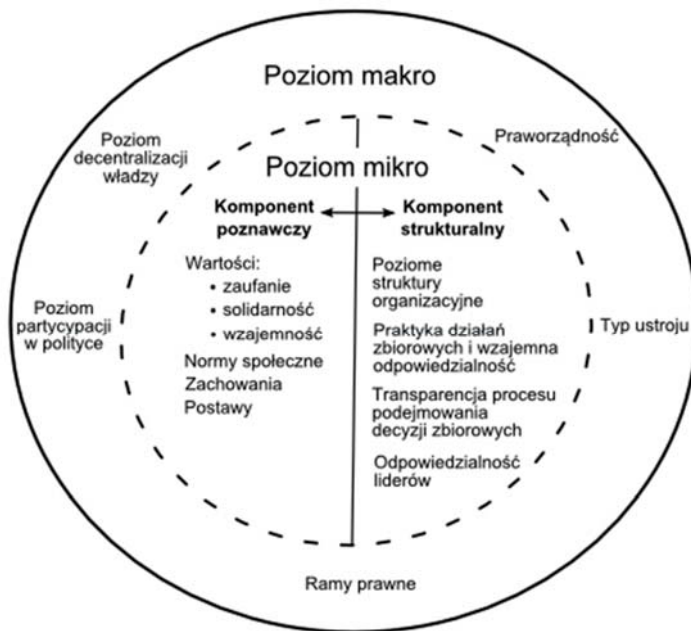 Poziom makro
Poziom
decentralizacji
władzy
Praworządność
Poziom mikro
Komponent
poznawczy
Komponent
strukturalny
Wartości:
• zaufanie
• solidarność
• wzajemność
Normy społeczne
Zachowania
Postawy
Poziome
struktury
organizacyjne
Praktyka działań
zbiorowych i wzajemna
odpowiedzialność
Transparencja procesu
podejmowania
decyzji zbiorowych
Odpowiedzialność
liderów
Poziom
partycypacji
w polityce
Typ ustroju
Ramy prawne